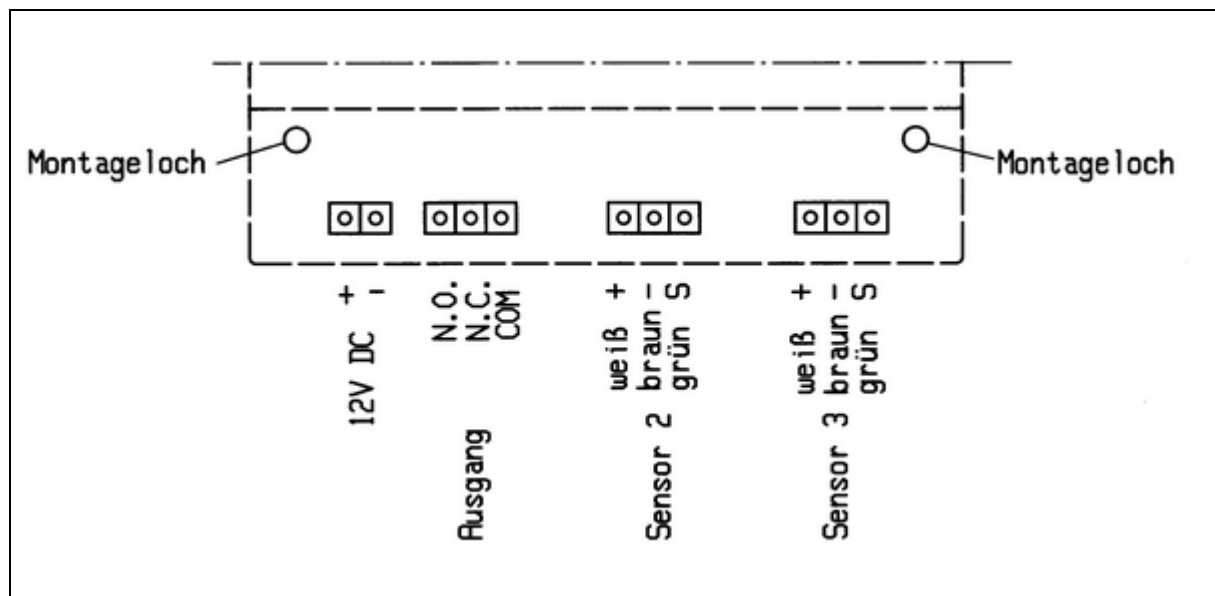 Montageloch
Montageloch
12V DC
+
-
N.O.
N.C.
COM
Ausgang
weiß +
braun -
grün S
Sensor 2
weiß +
braun -
grün S
Sensor 3